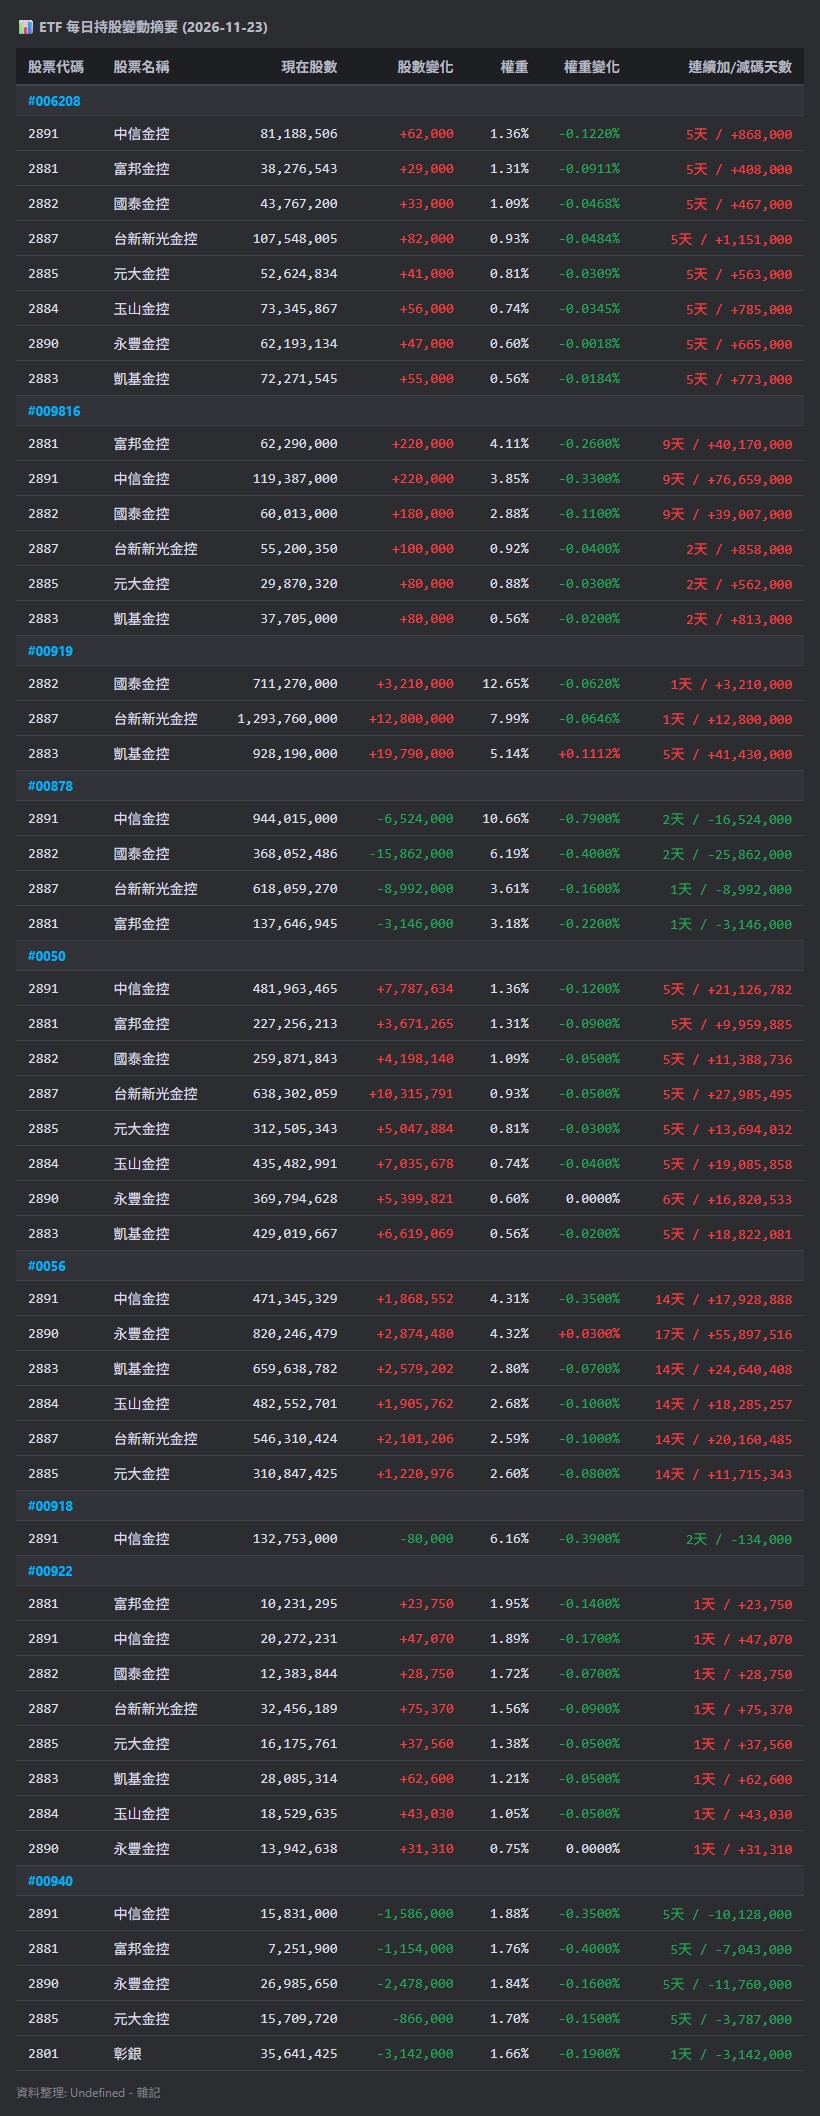 📊 ETF 每日持股變動摘要 (2026-11-23)
股票代碼 股票名稱 現在股數 股數變化 權重 權重變化 連續加/減碼天數
#006208
2891 中信金控 81,188,506 +62,000 1.36% -0.1220% 5天 / +868,000
2881 富邦金控 38,276,543 +29,000 1.31% -0.0911% 5天 / +408,000
2882 國泰金控 43,767,200 +33,000 1.09% -0.0468% 5天 / +467,000
2887 台新新光金控 107,548,005 +82,000 0.93% -0.0484% 5天 / +1,151,000
2885 元大金控 52,624,834 +41,000 0.81% -0.0309% 5天 / +563,000
2884 玉山金控 73,345,867 +56,000 0.74% -0.0345% 5天 / +785,000
2890 永豐金控 62,193,134 +47,000 0.60% -0.0018% 5天 / +665,000
2883 凱基金控 72,271,545 +55,000 0.56% -0.0184% 5天 / +773,000
#009816
2881 富邦金控 62,290,000 +220,000 4.11% -0.2600% 9天 / +40,170,000
2891 中信金控 119,387,000 +220,000 3.85% -0.3300% 9天 / +76,659,000
2882 國泰金控 60,013,000 +180,000 2.88% -0.1100% 9天 / +39,007,000
2887 台新新光金控 55,200,350 +100,000 0.92% -0.0400% 2天 / +858,000
2885 元大金控 29,870,320 +80,000 0.88% -0.0300% 2天 / +562,000
2883 凱基金控 37,705,000 +80,000 0.56% -0.0200% 2天 / +813,000
#00919
2882 國泰金控 711,270,000 +3,210,000 12.65% -0.0620% 1天 / +3,210,000
2887 台新新光金控 1,293,760,000 +12,800,000 7.99% -0.0646% 1天 / +12,800,000
2883 凱基金控 928,190,000 +19,790,000 5.14% +0.1112% 5天 / +41,430,000
#00878
2891 中信金控 944,015,000 -6,524,000 10.66% -0.7900% 2天 / -16,524,000
2882 國泰金控 368,052,486 -15,862,000 6.19% -0.4000% 2天 / -25,862,000
2887 台新新光金控 618,059,270 -8,992,000 3.61% -0.1600% 1天 / -8,992,000
2881 富邦金控 137,646,945 -3,146,000 3.18% -0.2200% 1天 / -3,146,000
#0050
2891 中信金控 481,963,465 +7,787,634 1.36% -0.1200% 5天 / +21,126,782
2881 富邦金控 227,256,213 +3,671,265 1.31% -0.0900% 5天 / +9,959,885
2882 國泰金控 259,871,843 +4,198,140 1.09% -0.0500% 5天 / +11,388,736
2887 台新新光金控 638,302,059 +10,315,791 0.93% -0.0500% 5天 / +27,985,495
2885 元大金控 312,505,343 +5,047,884 0.81% -0.0300% 5天 / +13,694,032
2884 玉山金控 435,482,991 +7,035,678 0.74% -0.0400% 5天 / +19,085,858
2890 永豐金控 369,794,628 +5,399,821 0.60% 0.0000% 6天 / +16,820,533
2883 凱基金控 429,019,667 +6,619,069 0.56% -0.0200% 5天 / +18,822,081
#0056
2891 中信金控 471,345,329 +1,868,552 4.31% -0.3500% 14天 / +17,928,888
2890 永豐金控 820,246,479 +2,874,480 4.32% +0.0300% 17天 / +55,897,516
2883 凱基金控 659,638,782 +2,579,202 2.80% -0.0700% 14天 / +24,640,408
2884 玉山金控 482,552,701 +1,905,762 2.68% -0.1000% 14天 / +18,285,257
2887 台新新光金控 546,310,424 +2,101,206 2.59% -0.1000% 14天 / +20,160,485
2885 元大金控 310,847,425 +1,220,976 2.60% -0.0800% 14天 / +11,715,343
#00918
2891 中信金控 132,753,000 -80,000 6.16% -0.3900% 2天 / -134,000
#00922
2881 富邦金控 10,231,295 +23,750 1.95% -0.1400% 1天 / +23,750
2891 中信金控 20,272,231 +47,070 1.89% -0.1700% 1天 / +47,070
2882 國泰金控 12,383,844 +28,750 1.72% -0.0700% 1天 / +28,750
2887 台新新光金控 32,456,189 +75,370 1.56% -0.0900% 1天 / +75,370
2885 元大金控 16,175,761 +37,560 1.38% -0.0500% 1天 / +37,560
2883 凱基金控 28,085,314 +62,600 1.21% -0.0500% 1天 / +62,600
2884 玉山金控 18,529,635 +43,030 1.05% -0.0500% 1天 / +43,030
2890 永豐金控 13,942,638 +31,310 0.75% 0.0000% 1天 / +31,310
#00940
2891 中信金控 15,831,000 -1,586,000 1.88% -0.3500% 5天 / -10,128,000
2881 富邦金控 7,251,900 -1,154,000 1.76% -0.4000% 5天 / -7,043,000
2890 永豐金控 26,985,650 -2,478,000 1.84% -0.1600% 5天 / -11,760,000
2885 元大金控 15,709,720 -866,000 1.70% -0.1500% 5天 / -3,787,000
2801 彰銀 35,641,425 -3,142,000 1.66% -0.1900% 1天 / -3,142,000
資料整理: Undefined - 雜記